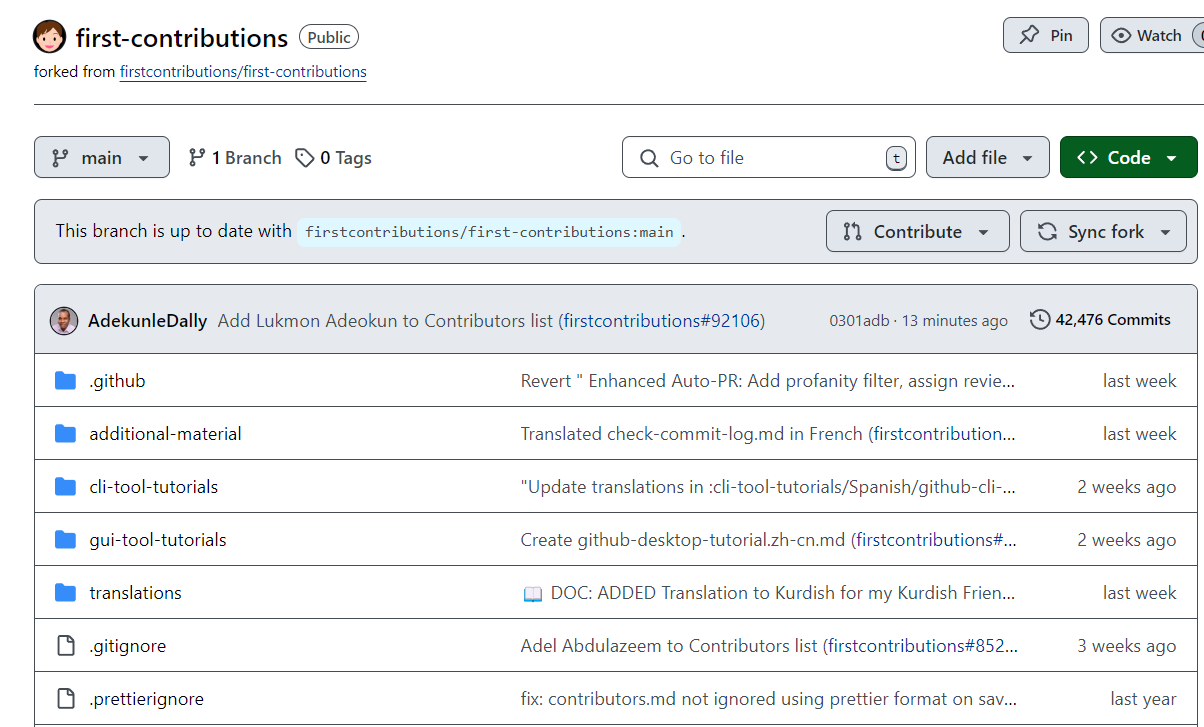 first-contributions Public Pin Watch
forked from firstcontributions/first-contributions
main 1 Branch 0 Tags Go to file t Add file Code
This branch is up to date with firstcontributions/first-contributions:main . Contribute Sync fork
AdekunleDally Add Lukmon Adeokun to Contributors list (firstcontributions#92106) 0301adb · 13 minutes ago 42,476 Commits
.github Revert " Enhanced Auto-PR: Add profanity filter, assign revie... last week
additional-material Translated check-commit-log.md in French (firstcontribution... last week
cli-tool-tutorials "Update translations in :cli-tool-tutorials/Spanish/github-cli-... 2 weeks ago
gui-tool-tutorials Create github-desktop-tutorial.zh-cn.md (firstcontributions#... 2 weeks ago
translations 📖 DOC: ADDED Translation to Kurdish for my Kurdish Frien... last week
.gitignore Adel Abdulazeem to Contributors list (firstcontributions#852... 3 weeks ago
.prettierignore fix: contributors.md not ignored using prettier format on sav... last year